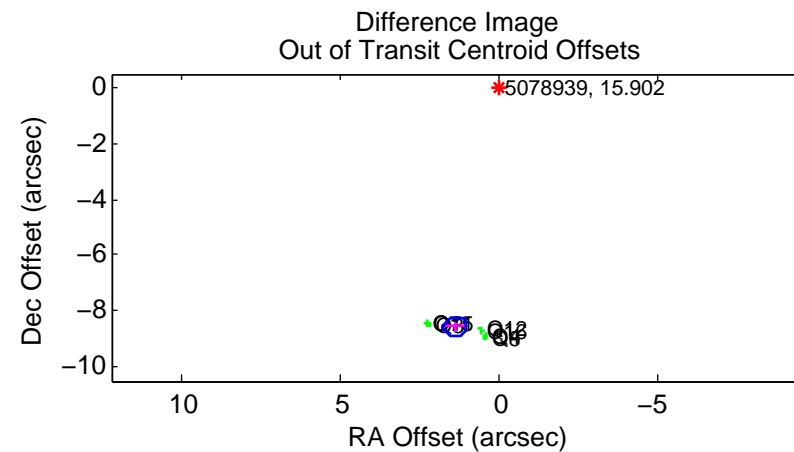 Difference Image
Out of Transit Centroid Offsets
0
5078939, 15.902
−2
−4
−6
−8
−10
Dec Offset (arcsec)
10
5
0
−5
RA Offset (arcsec)